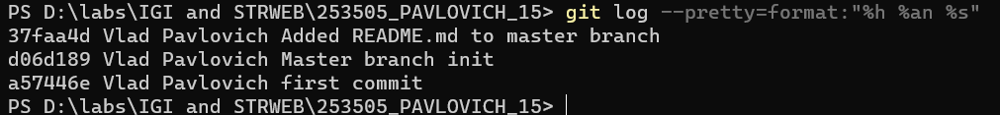 PS D:\labs\IGI and STRWEB\253505_PAVLOVICH_15> git log --pretty=format:"%h %an %s"
37faa4d Vlad Pavlovich Added README.md to master branch
d06d189 Vlad Pavlovich Master branch init
a57446e Vlad Pavlovich first commit
PS D:\labs\IGI and STRWEB\253505_PAVLOVICH_15>